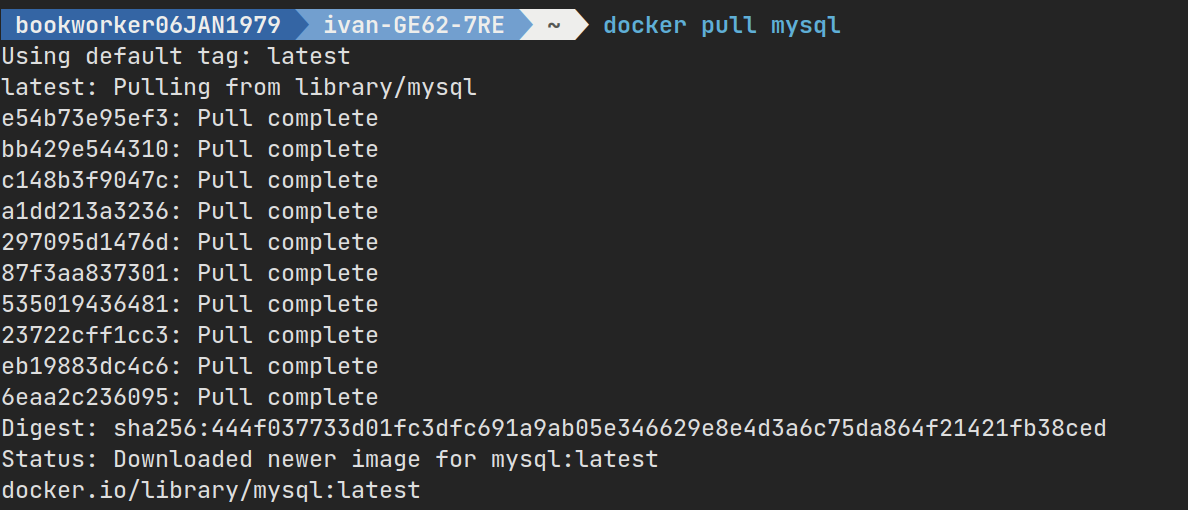 bookworker06JAN1979 ivan-GE62-7RE ~ docker pull mysql
Using default tag: latest
latest: Pulling from library/mysql
e54b73e95ef3: Pull complete
bb429e544310: Pull complete
c148b3f9047c: Pull complete
a1dd213a3236: Pull complete
297095d1476d: Pull complete
87f3aa837301: Pull complete
535019436481: Pull complete
23722cff1cc3: Pull complete
eb19883dc4c6: Pull complete
6eaa2c236095: Pull complete
Digest: sha256:444f037733d01fc3dfc691a9ab05e346629e8e4d3a6c75da864f21421fb38ced
Status: Downloaded newer image for mysql:latest
docker.io/library/mysql:latest